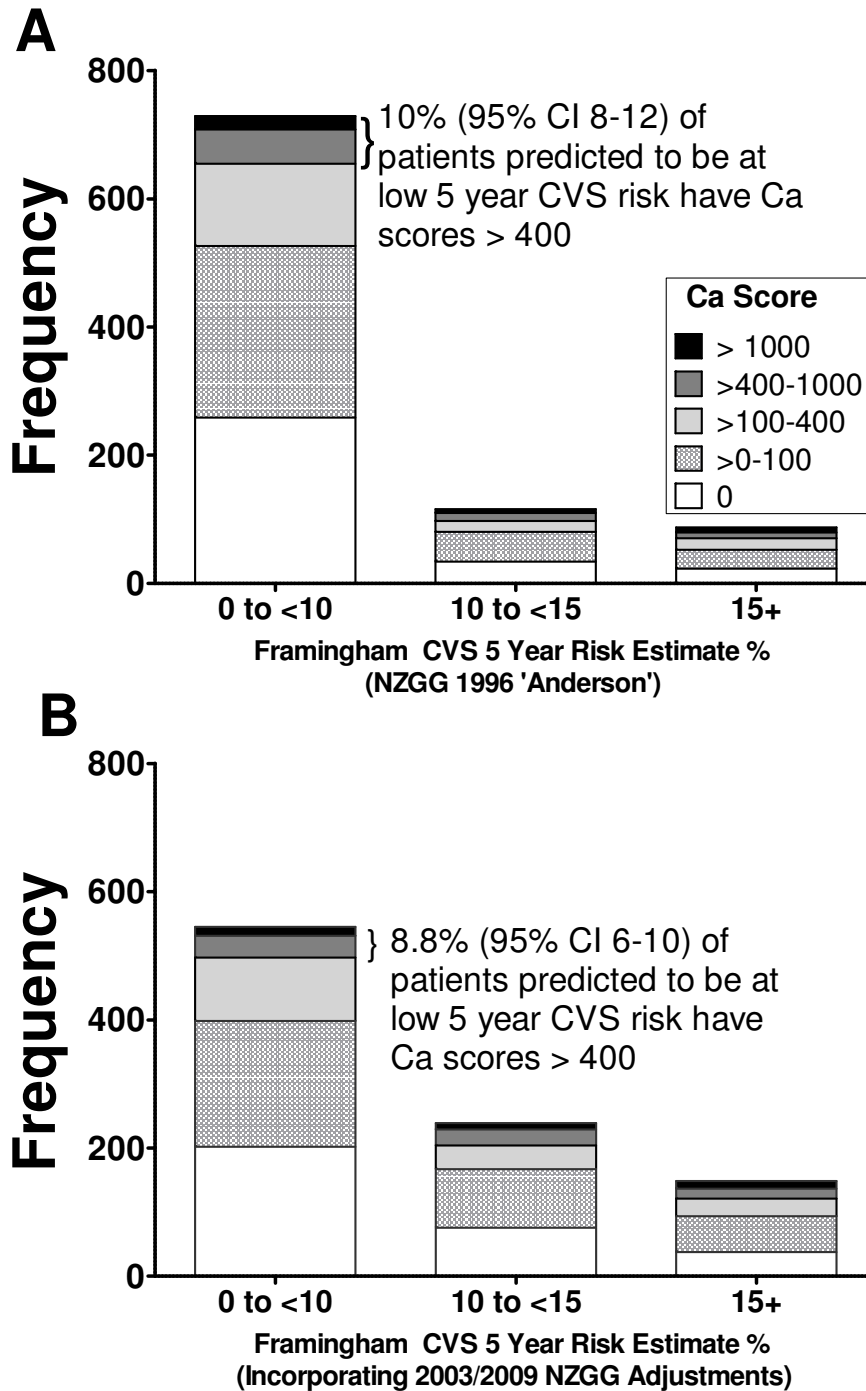 A
800
600
400
200
0
Frequency
10% (95% CI 8-12) of
patients predicted to be at
low 5 year CVS risk have Ca
scores > 400
Ca Score
> 1000
>400-1000
>100-400
>0-100
0
0 to <10
10 to <15
15+
Framingham CVS 5 Year Risk Estimate %
(NZGG 1996 'Anderson')
B
800
600
400
200
0
Frequency
8.8% (95% CI 6-10) of
patients predicted to be at
low 5 year CVS risk have
Ca scores > 400
0 to <10
10 to <15
15+
Framingham CVS 5 Year Risk Estimate %
(Incorporating 2003/2009 NZGG Adjustments)